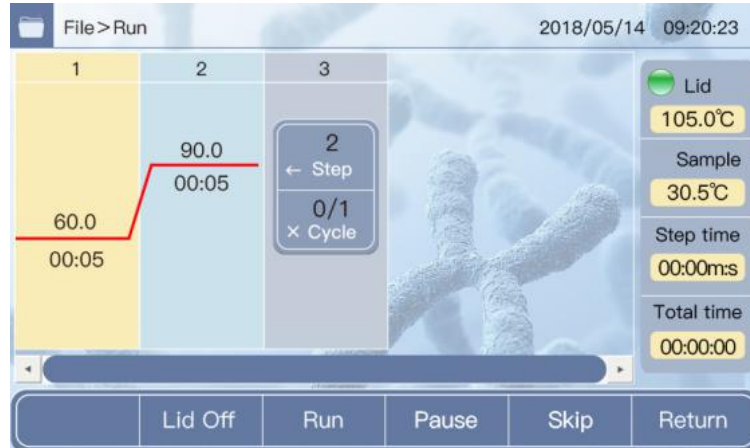 File>Run
2018/05/14 09:20:23
1 2 3
60.0
00:05
90.0
00:05
2
← Step
0/1
× Cycle
Lid
105.0℃
Sample
30.5℃
Step time
00:00m:s
Total time
00:00:00
Lid Off Run Pause Skip Return